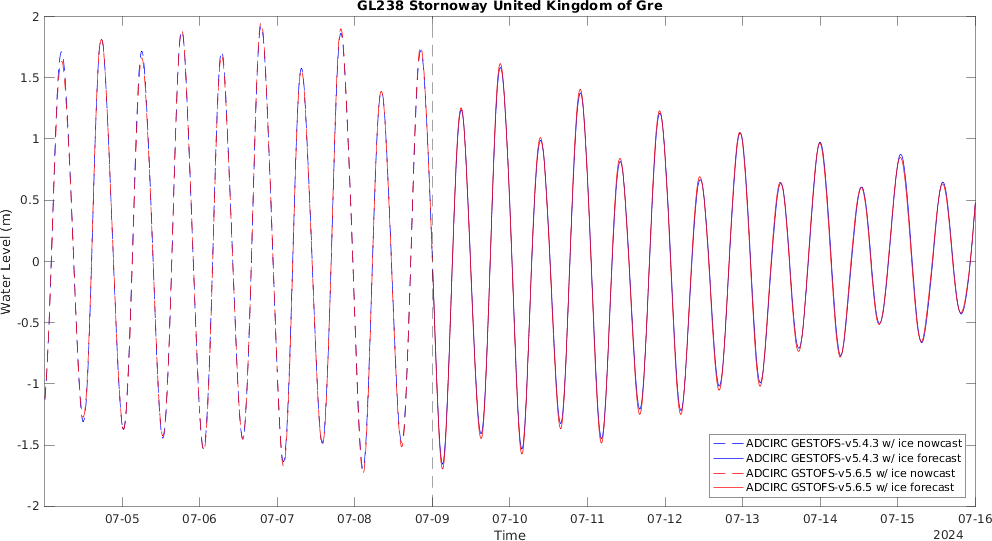 GL238 Stornoway United Kingdom of Gre
2
1.5
1
0.5
0
-0.5
-1
-1.5
-2
Water Level (m)
07-05 07-06 07-07 07-08 07-09 07-10 07-11 07-12 07-13 07-14 07-15 07-16
Time
2024
ADCIRC GESTOFS-v5.4.3 w/ ice nowcast
ADCIRC GESTOFS-v5.4.3 w/ ice forecast
ADCIRC GSTOFS-v5.6.5 w/ ice nowcast
ADCIRC GSTOFS-v5.6.5 w/ ice forecast